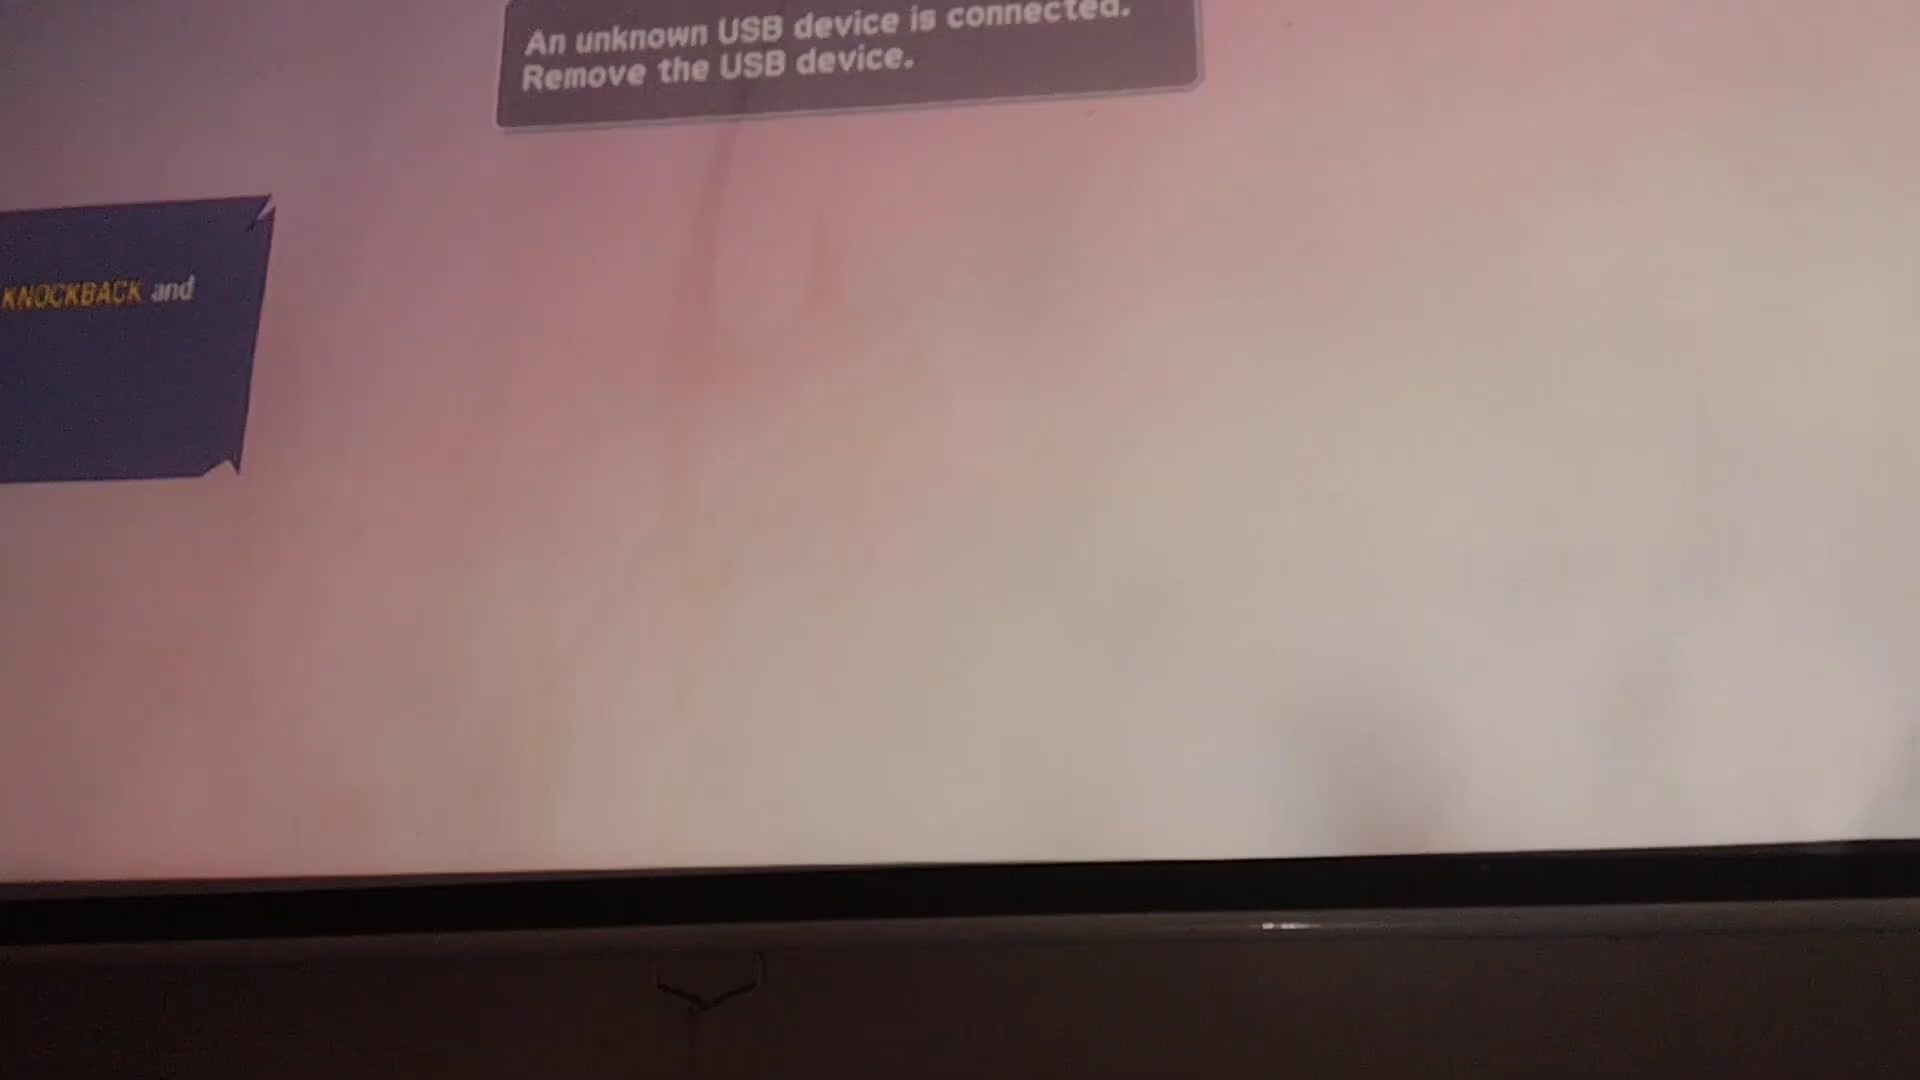 An unknown USB device is connected.
Remove the USB device.
KNOCKBACK and